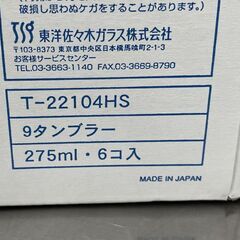 破損し思わぬケガをすることがあります。)
TSG 東洋佐々木ガラス株式会社
〒103-8373 東京都中央区日本橋馬喰町2-1-3
お客様サービスセンター
TEL.03-3663-1140 FAX.03-3669-8790
T-22104HS
9タンブラー
275ml・6コ入
MADE IN JAPAN